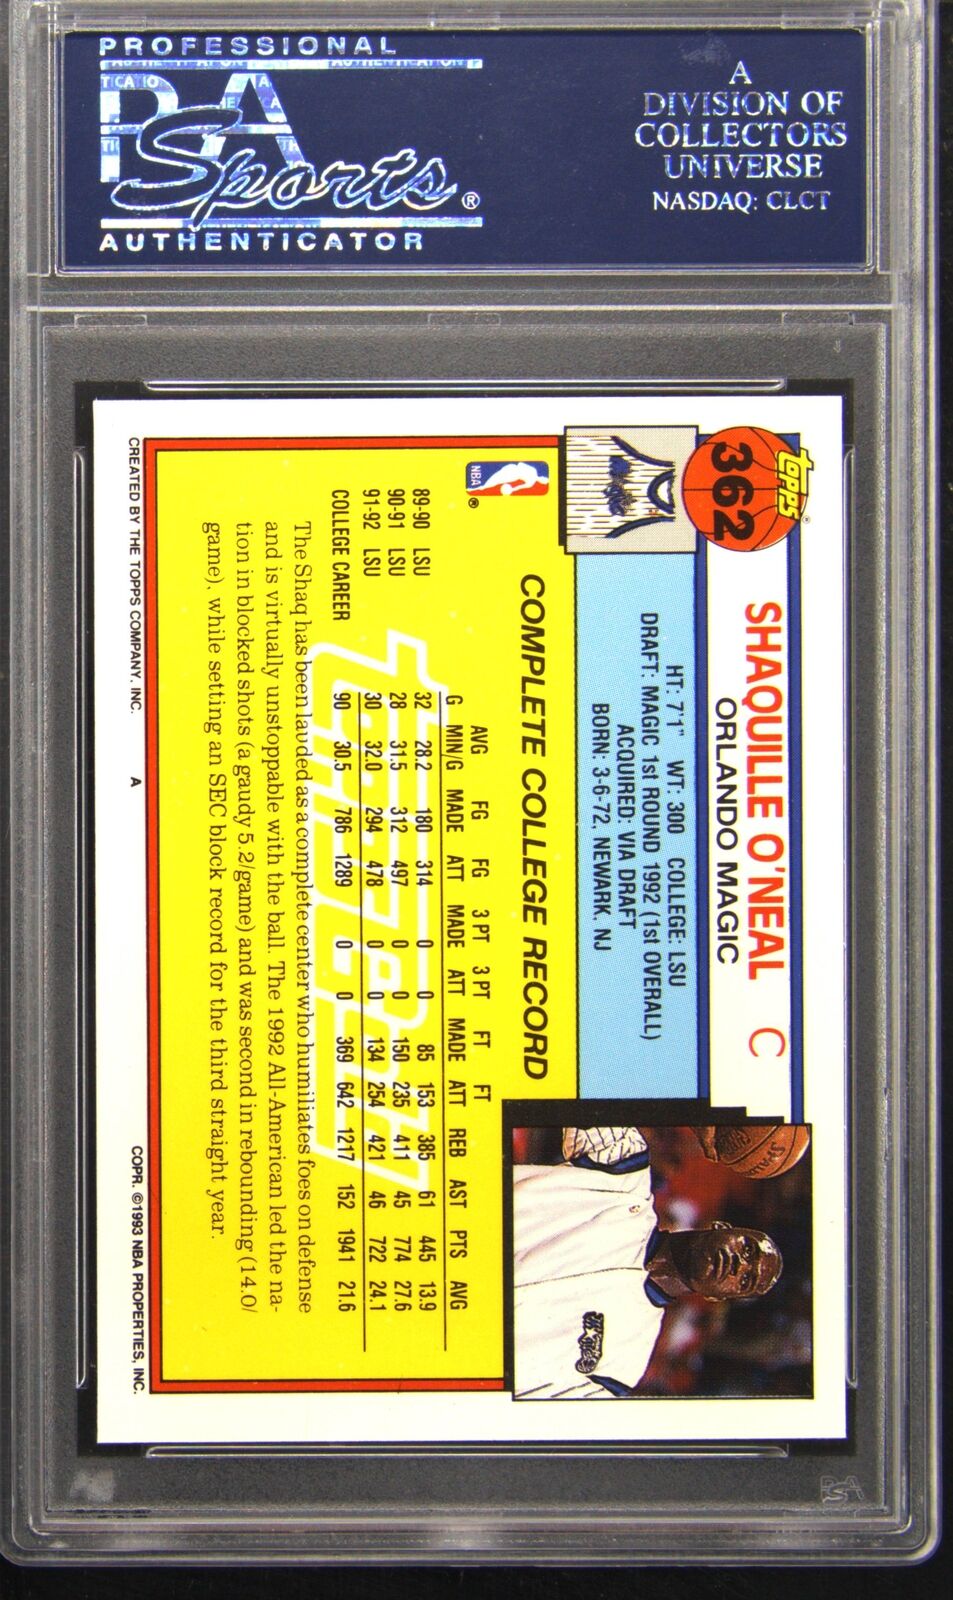 PROFESSIONAL
PSA
Sports®
AUTHENTICATOR
A
DIVISION OF
COLLECTORS
UNIVERSE
NASDAQ: CLCT
topps®
362
SHAQUILLE O'NEAL C
ORLANDO MAGIC
HT: 7'1" WT: 300 COLLEGE: LSU
DRAFT: MAGIC 1st ROUND 1992 (1st OVERALL)
ACQUIRED: VIA DRAFT
BORN: 3-6-72, NEWARK, NJ
NBA®
COMPLETE COLLEGE RECORD
AVG FG FG 3 PT 3 PT FT FT
G MIN/G MADE ATT MADE ATT MADE ATT REB AST PTS AVG
89-90 LSU 32 28.2 180 314 0 0 85 153 385 61 445 13.9
90-91 LSU 28 31.5 312 497 0 0 150 235 411 45 774 27.6
91-92 LSU 30 32.0 294 478 0 0 134 254 421 46 722 24.1
COLLEGE CAREER 90 30.5 786 1289 0 0 369 642 1217 152 1941 21.6
The Shaq has been lauded as a complete center who humiliates foes on defense
and is virtually unstoppable with the ball. The 1992 All-American led the na-
tion in blocked shots (a gaudy 5.2/game) and was second in rebounding (14.0/
game), while setting an SEC block record for the third straight year.
CREATED BY THE TOPPS COMPANY, INC. A COPR. ©1993 NBA PROPERTIES, INC.